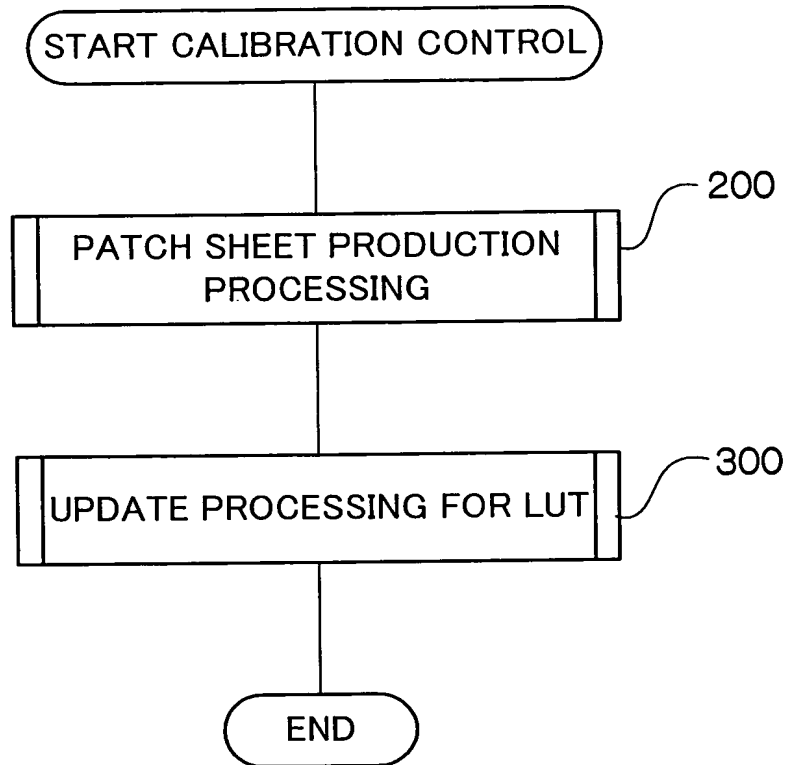 START CALIBRATION CONTROL
200
PATCH SHEET PRODUCTION
PROCESSING
300
UPDATE PROCESSING FOR LUT
END